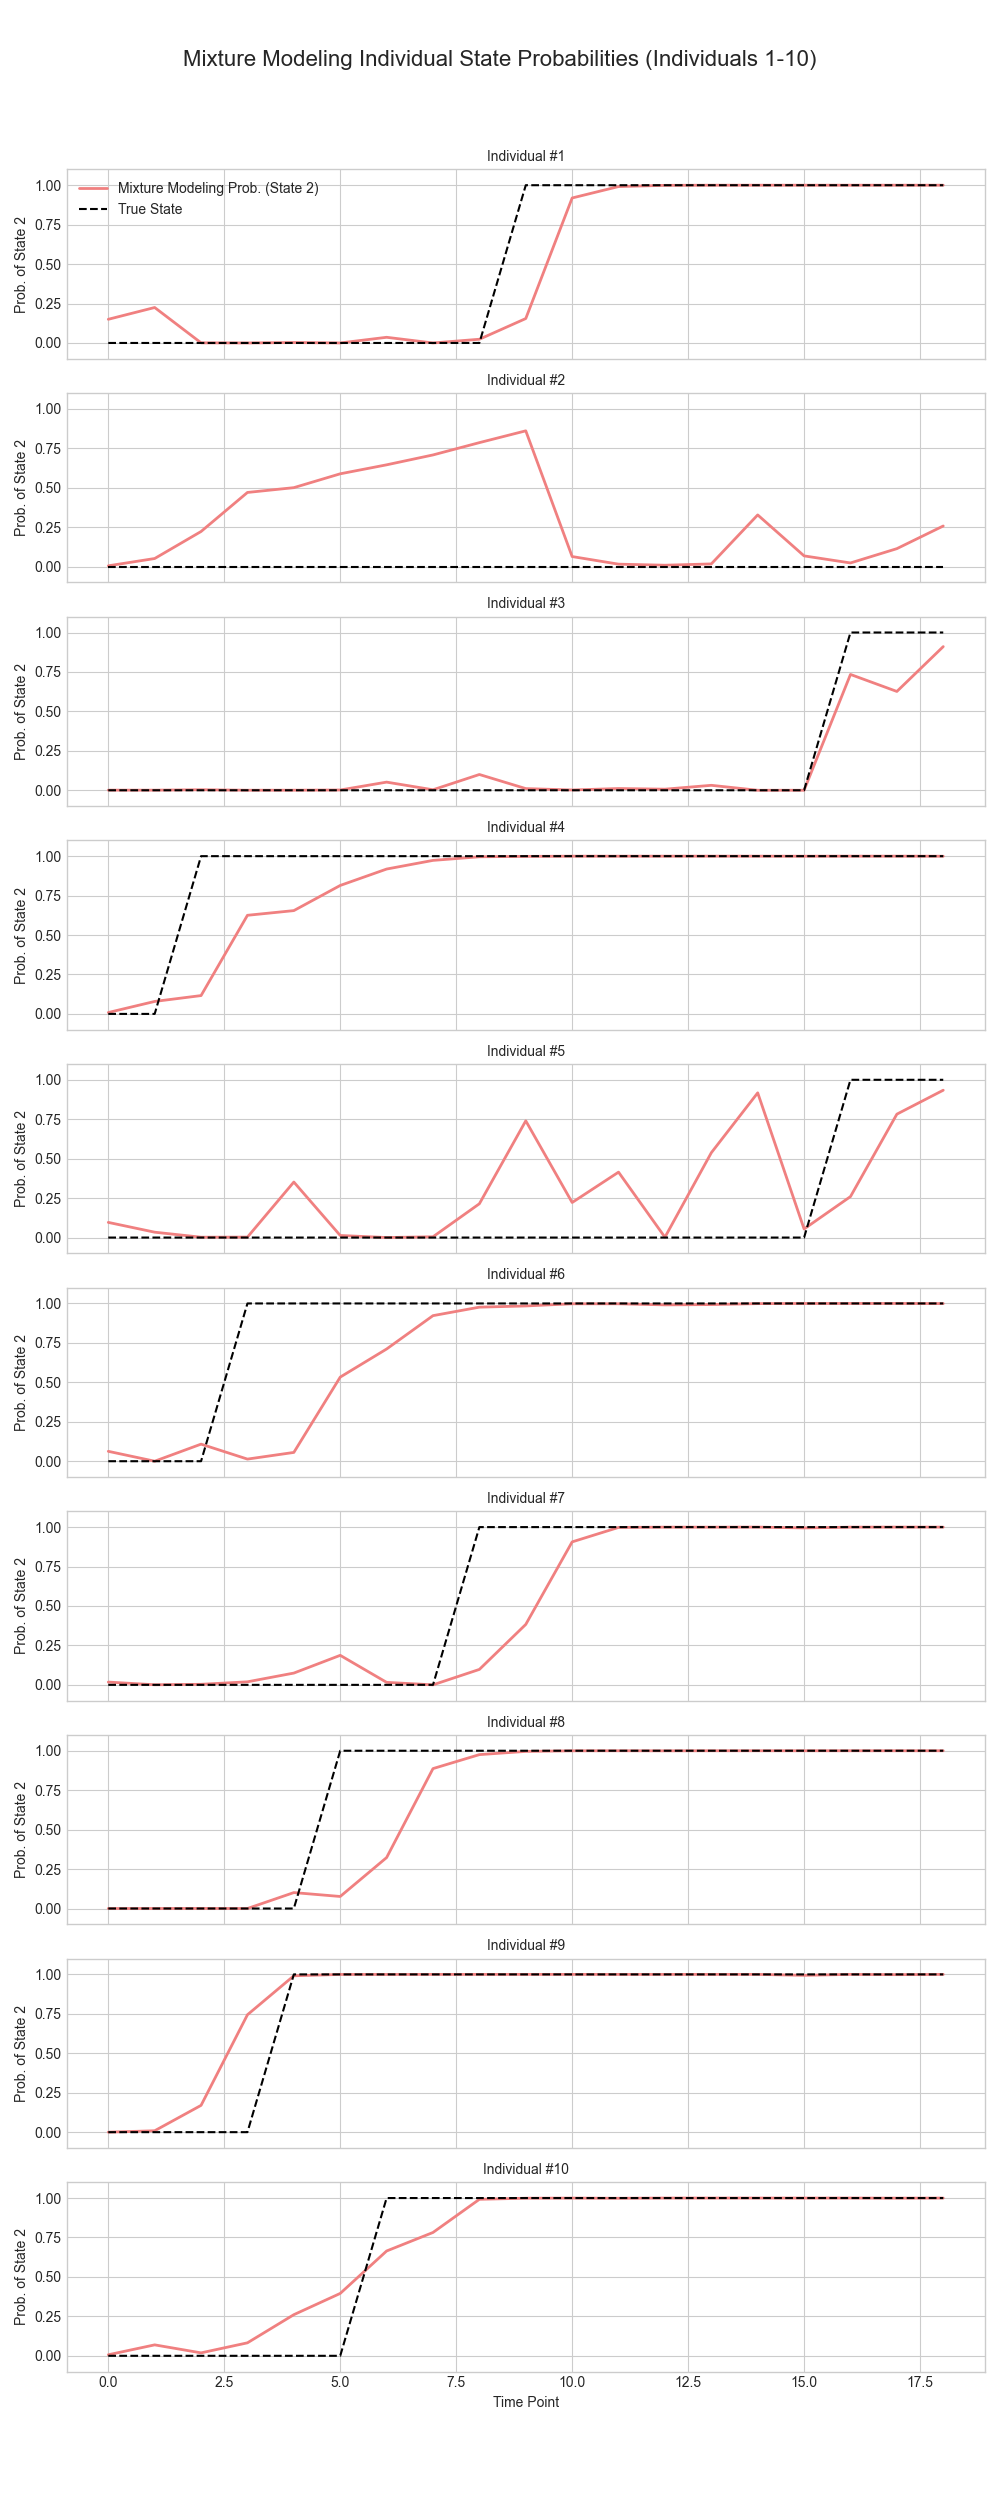 Mixture Modeling Individual State Probabilities (Individuals 1-10)
Individual #1
Mixture Modeling Prob. (State 2)
True State
Prob. of State 2
1.00
0.75
0.50
0.25
0.00
Individual #2
Prob. of State 2
1.00
0.75
0.50
0.25
0.00
Individual #3
Prob. of State 2
1.00
0.75
0.50
0.25
0.00
Individual #4
Prob. of State 2
1.00
0.75
0.50
0.25
0.00
Individual #5
Prob. of State 2
1.00
0.75
0.50
0.25
0.00
Individual #6
Prob. of State 2
1.00
0.75
0.50
0.25
0.00
Individual #7
Prob. of State 2
1.00
0.75
0.50
0.25
0.00
Individual #8
Prob. of State 2
1.00
0.75
0.50
0.25
0.00
Individual #9
Prob. of State 2
1.00
0.75
0.50
0.25
0.00
Individual #10
Prob. of State 2
1.00
0.75
0.50
0.25
0.00
0.0 2.5 5.0 7.5 10.0 12.5 15.0 17.5
Time Point